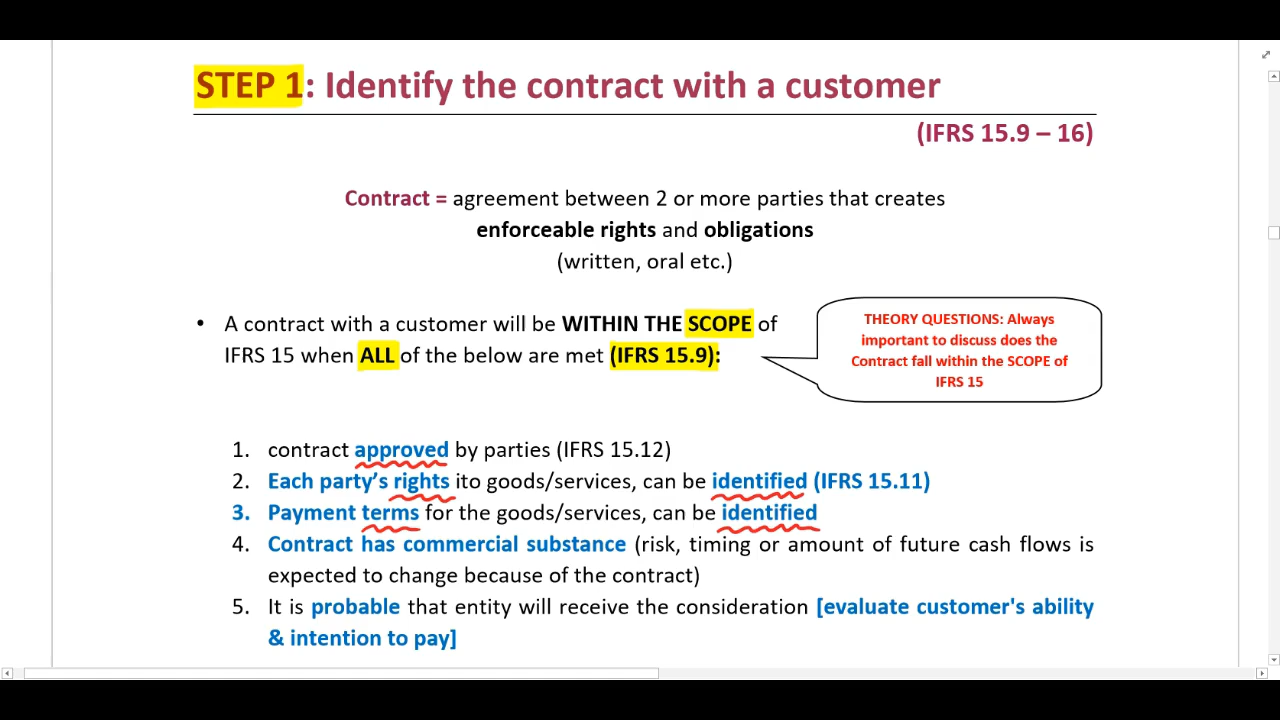 STEP 1: Identify the contract with a customer
(IFRS 15.9 – 16)
Contract = agreement between 2 or more parties that creates
enforceable rights and obligations
(written, oral etc.)
• A contract with a customer will be WITHIN THE SCOPE of
IFRS 15 when ALL of the below are met (IFRS 15.9):
THEORY QUESTIONS: Always
important to discuss does the
Contract fall within the SCOPE of
IFRS 15
1. contract approved by parties (IFRS 15.12)
2. Each party's rights ito goods/services, can be identified (IFRS 15.11)
3. Payment terms for the goods/services, can be identified
4. Contract has commercial substance (risk, timing or amount of future cash flows is
expected to change because of the contract)
5. It is probable that entity will receive the consideration [evaluate customer's ability
& intention to pay]